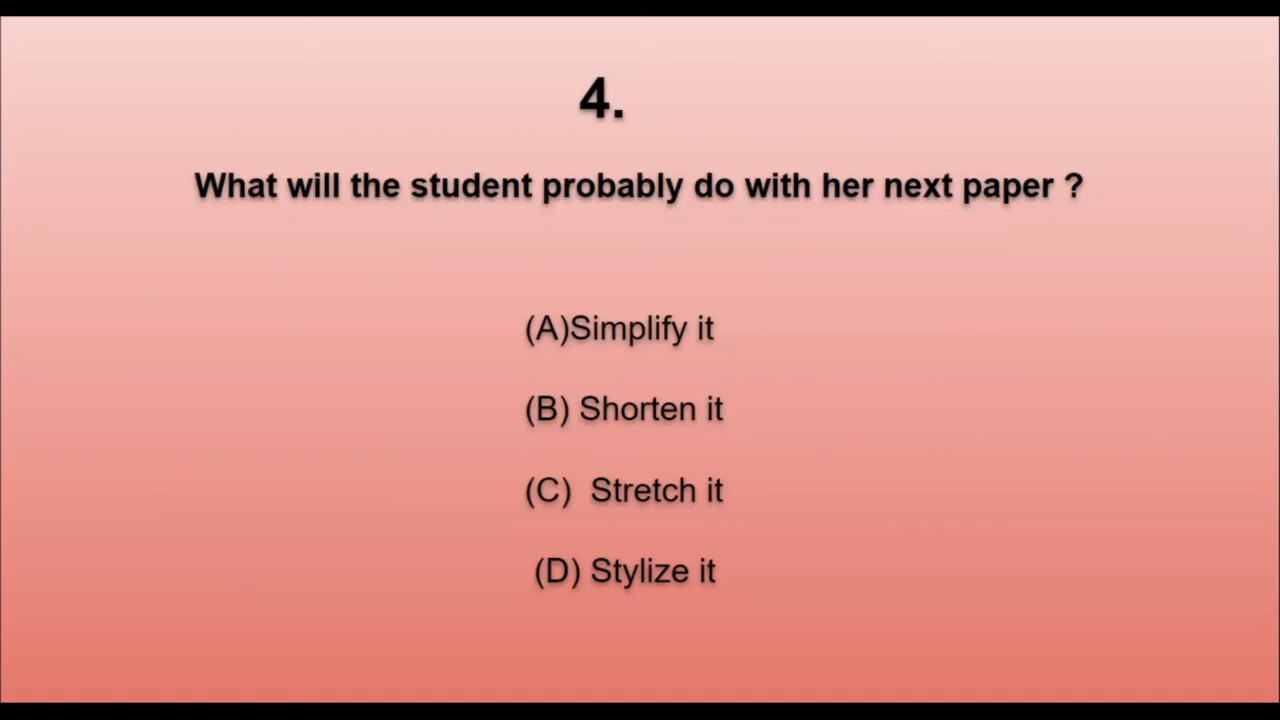 4.
What will the student probably do with her next paper ?
(A)Simplify it
(B) Shorten it
(C) Stretch it
(D) Stylize it